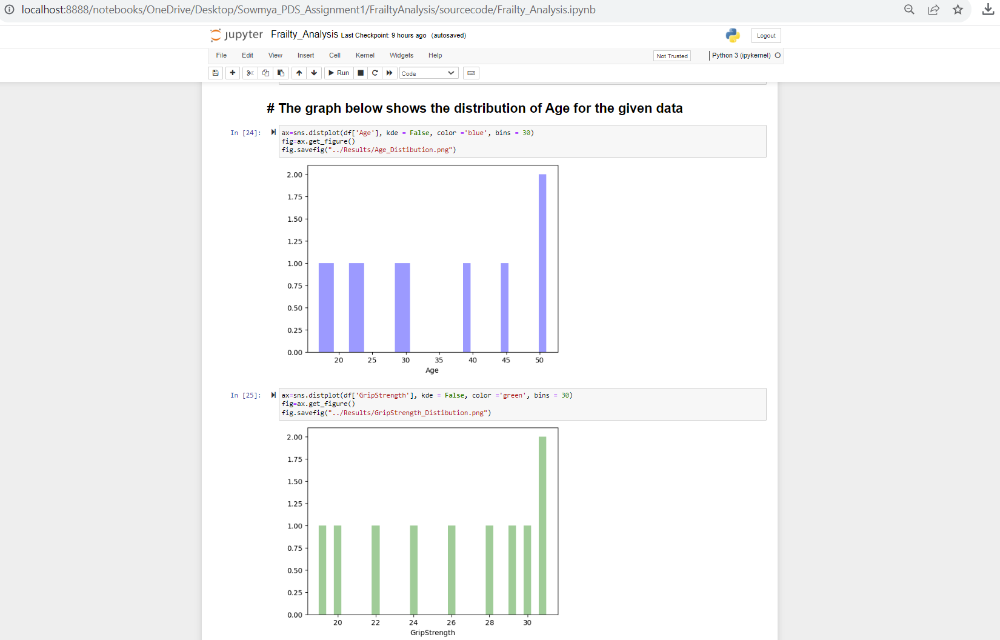 localhost:8888/notebooks/OneDrive/Desktop/Sowmya_PDS_Assignment1/FrailtyAnalysis/sourcecode/Frailty_Analysis.ipynb
jupyter Frailty_Analysis Last Checkpoint: 9 hours ago (autosaved) Logout
File Edit View Insert Cell Kernel Widgets Help Not Trusted Python 3 (ipykernel)
Run Code
# The graph below shows the distribution of Age for the given data
In [24]: ax=sns.distplot(df['Age'], kde = False, color ='blue', bins = 30)
fig=ax.get_figure()
fig.savefig("../Results/Age_Distibution.png")
2.00
1.75
1.50
1.25
1.00
0.75
0.50
0.25
0.00
20 25 30 35 40 45 50
Age
In [25]: ax=sns.distplot(df['GripStrength'], kde = False, color ='green', bins = 30)
fig=ax.get_figure()
fig.savefig("../Results/GripStrength_Distibution.png")
2.00
1.75
1.50
1.25
1.00
0.75
0.50
0.25
0.00
20 22 24 26 28 30
GripStrength